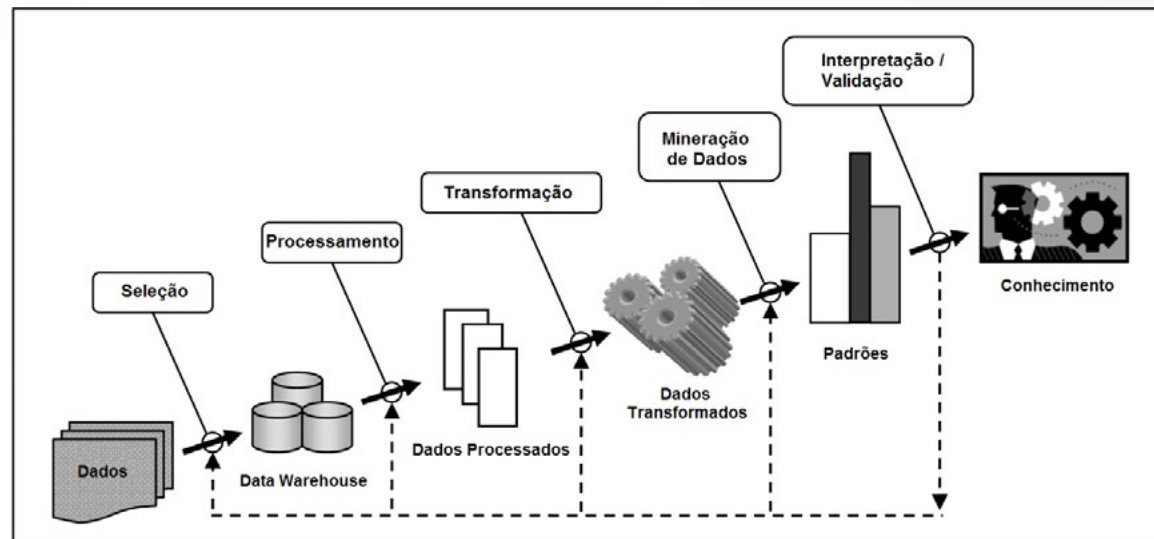 Interpretação /
Validação
Mineração
de Dados
Transformação
Processamento
Seleção
Dados
Data Warehouse
Dados Processados
Dados
Transformados
Padrões
Conhecimento